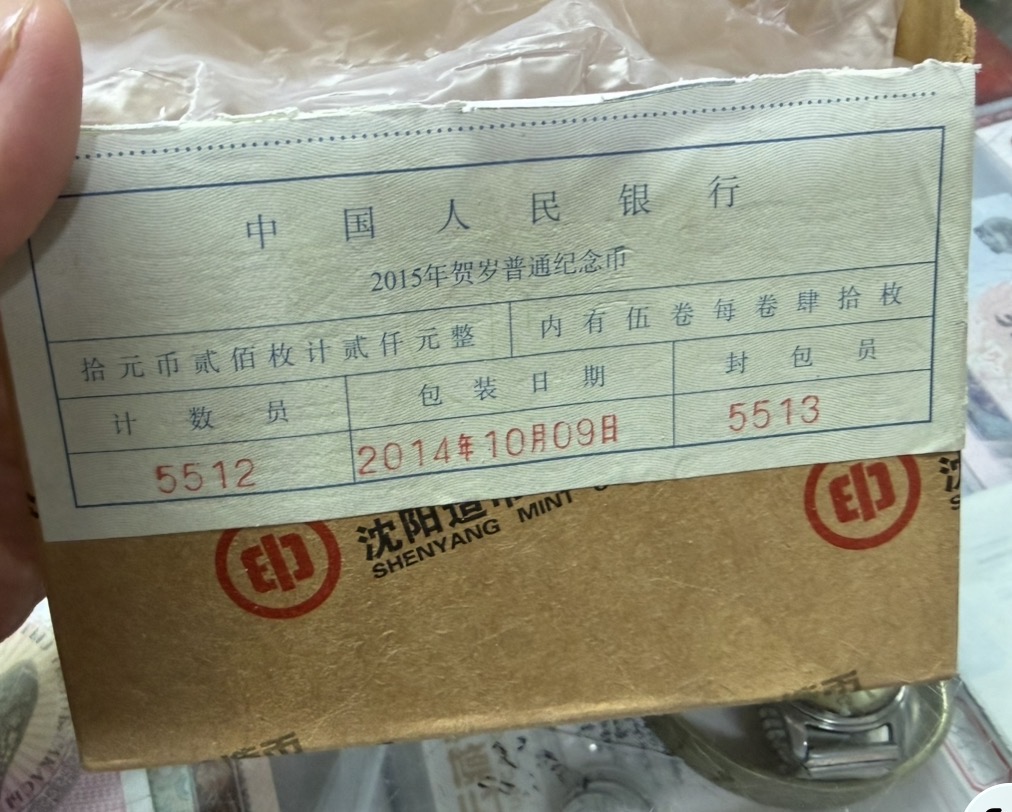 中国人民银行
2015年贺岁普通纪念币
拾元币贰佰枚计贰仟元整 内有伍卷每卷肆拾枚
计数员 包装日期 封包员
5512 2014年10月09日 5513
沈阳造币
SHENYANG MINT